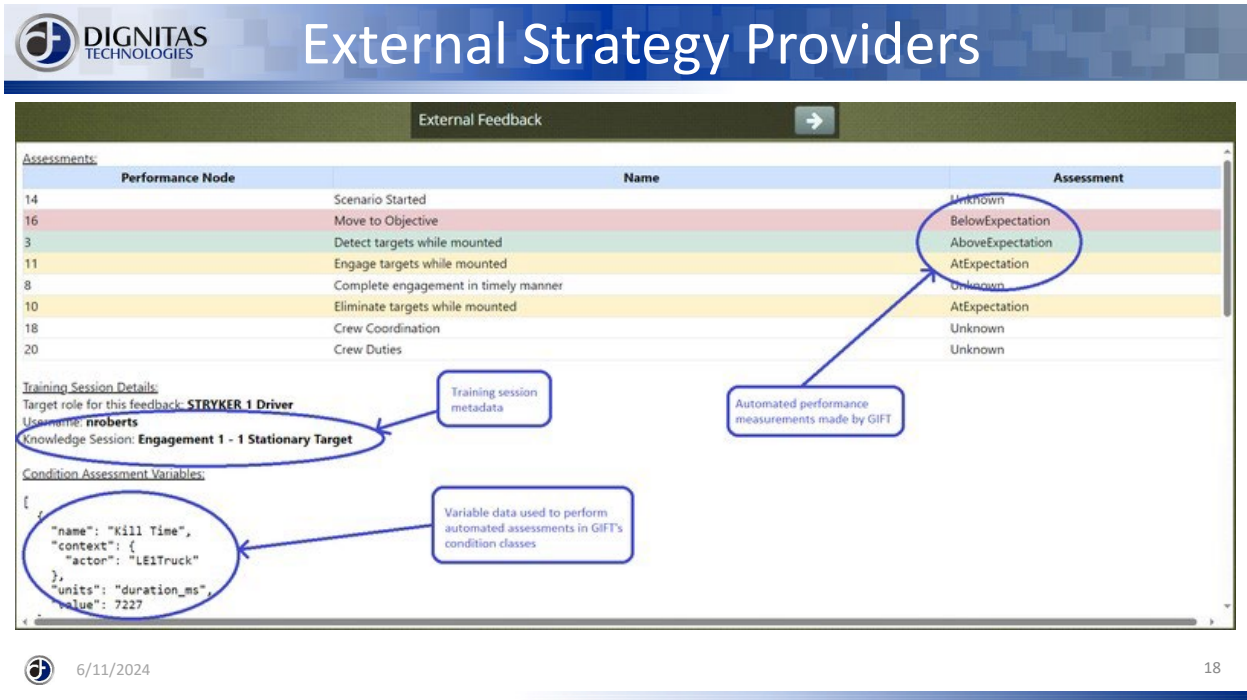 DIGNITAS
TECHNOLOGIES
External Strategy Providers
External Feedback
Assessments:
Performance Node Name Assessment
14 Scenario Started Unknown
16 Move to Objective BelowExpectation
3 Detect targets while mounted AboveExpectation
11 Engage targets while mounted AtExpectation
8 Complete engagement in timely manner Unknown
10 Eliminate targets while mounted AtExpectation
18 Crew Coordination Unknown
20 Crew Duties Unknown
Training Session Details:
Target role for this feedback: STRYKER 1 Driver
Username: nroberts
Knowledge Session: Engagement 1 - 1 Stationary Target
Training session
metadata
Automated performance
measurements made by GIFT
Condition Assessment Variables:
[
{
"name": "Kill Time",
"context": {
"actor": "LE1Truck"
},
"units": "duration_ms",
"value": 7227
Variable data used to perform
automated assessments in GIFT's
condition classes
6/11/2024
18